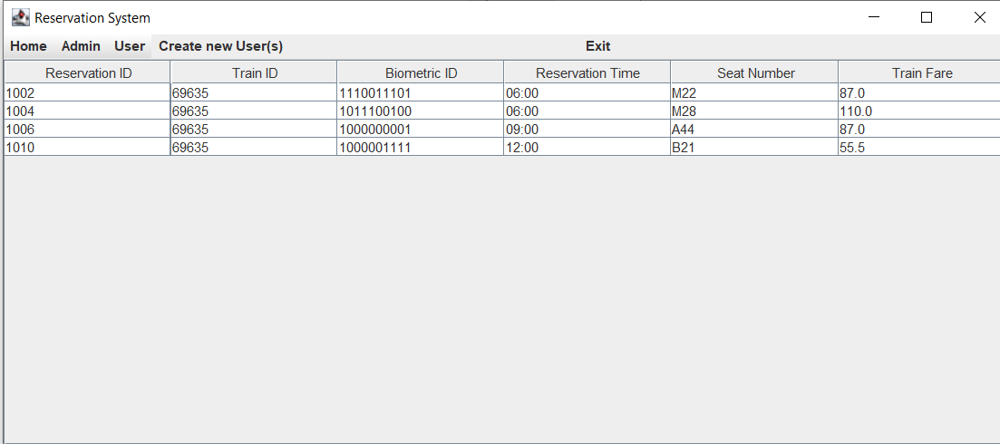 Reservation System
Home Admin User Create new User(s) Exit
Reservation ID Train ID Biometric ID Reservation Time Seat Number Train Fare
1002 69635 1110011101 06:00 M22 87.0
1004 69635 1011100100 06:00 M28 110.0
1006 69635 1000000001 09:00 A44 87.0
1010 69635 1000001111 12:00 B21 55.5